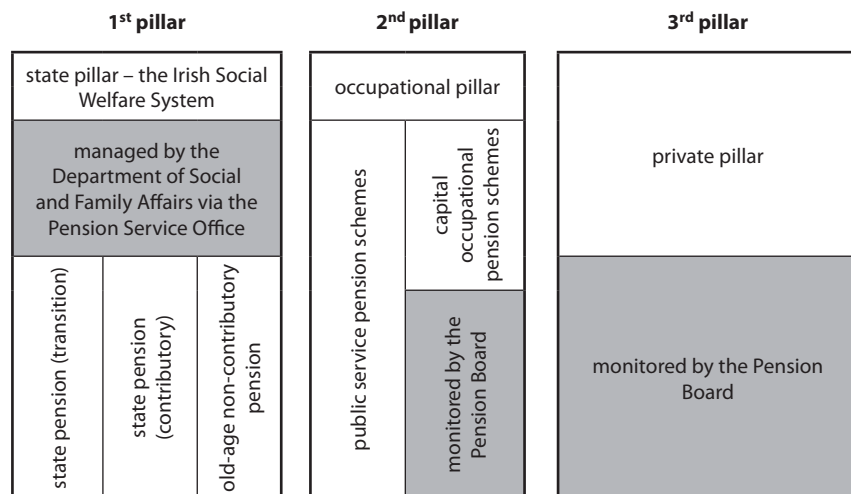 1st pillar
state pillar – the Irish Social
Welfare System
managed by the
Department of Social
and Family Affairs via the
Pension Service Office
state pension (transition)
state pension
(contributory)
old-age non-contributory
pension
2nd pillar
occupational pillar
public service pension schemes
capital
occupational
pension schemes
monitored by the
Pension Board
3rd pillar
private pillar
monitored by the Pension
Board